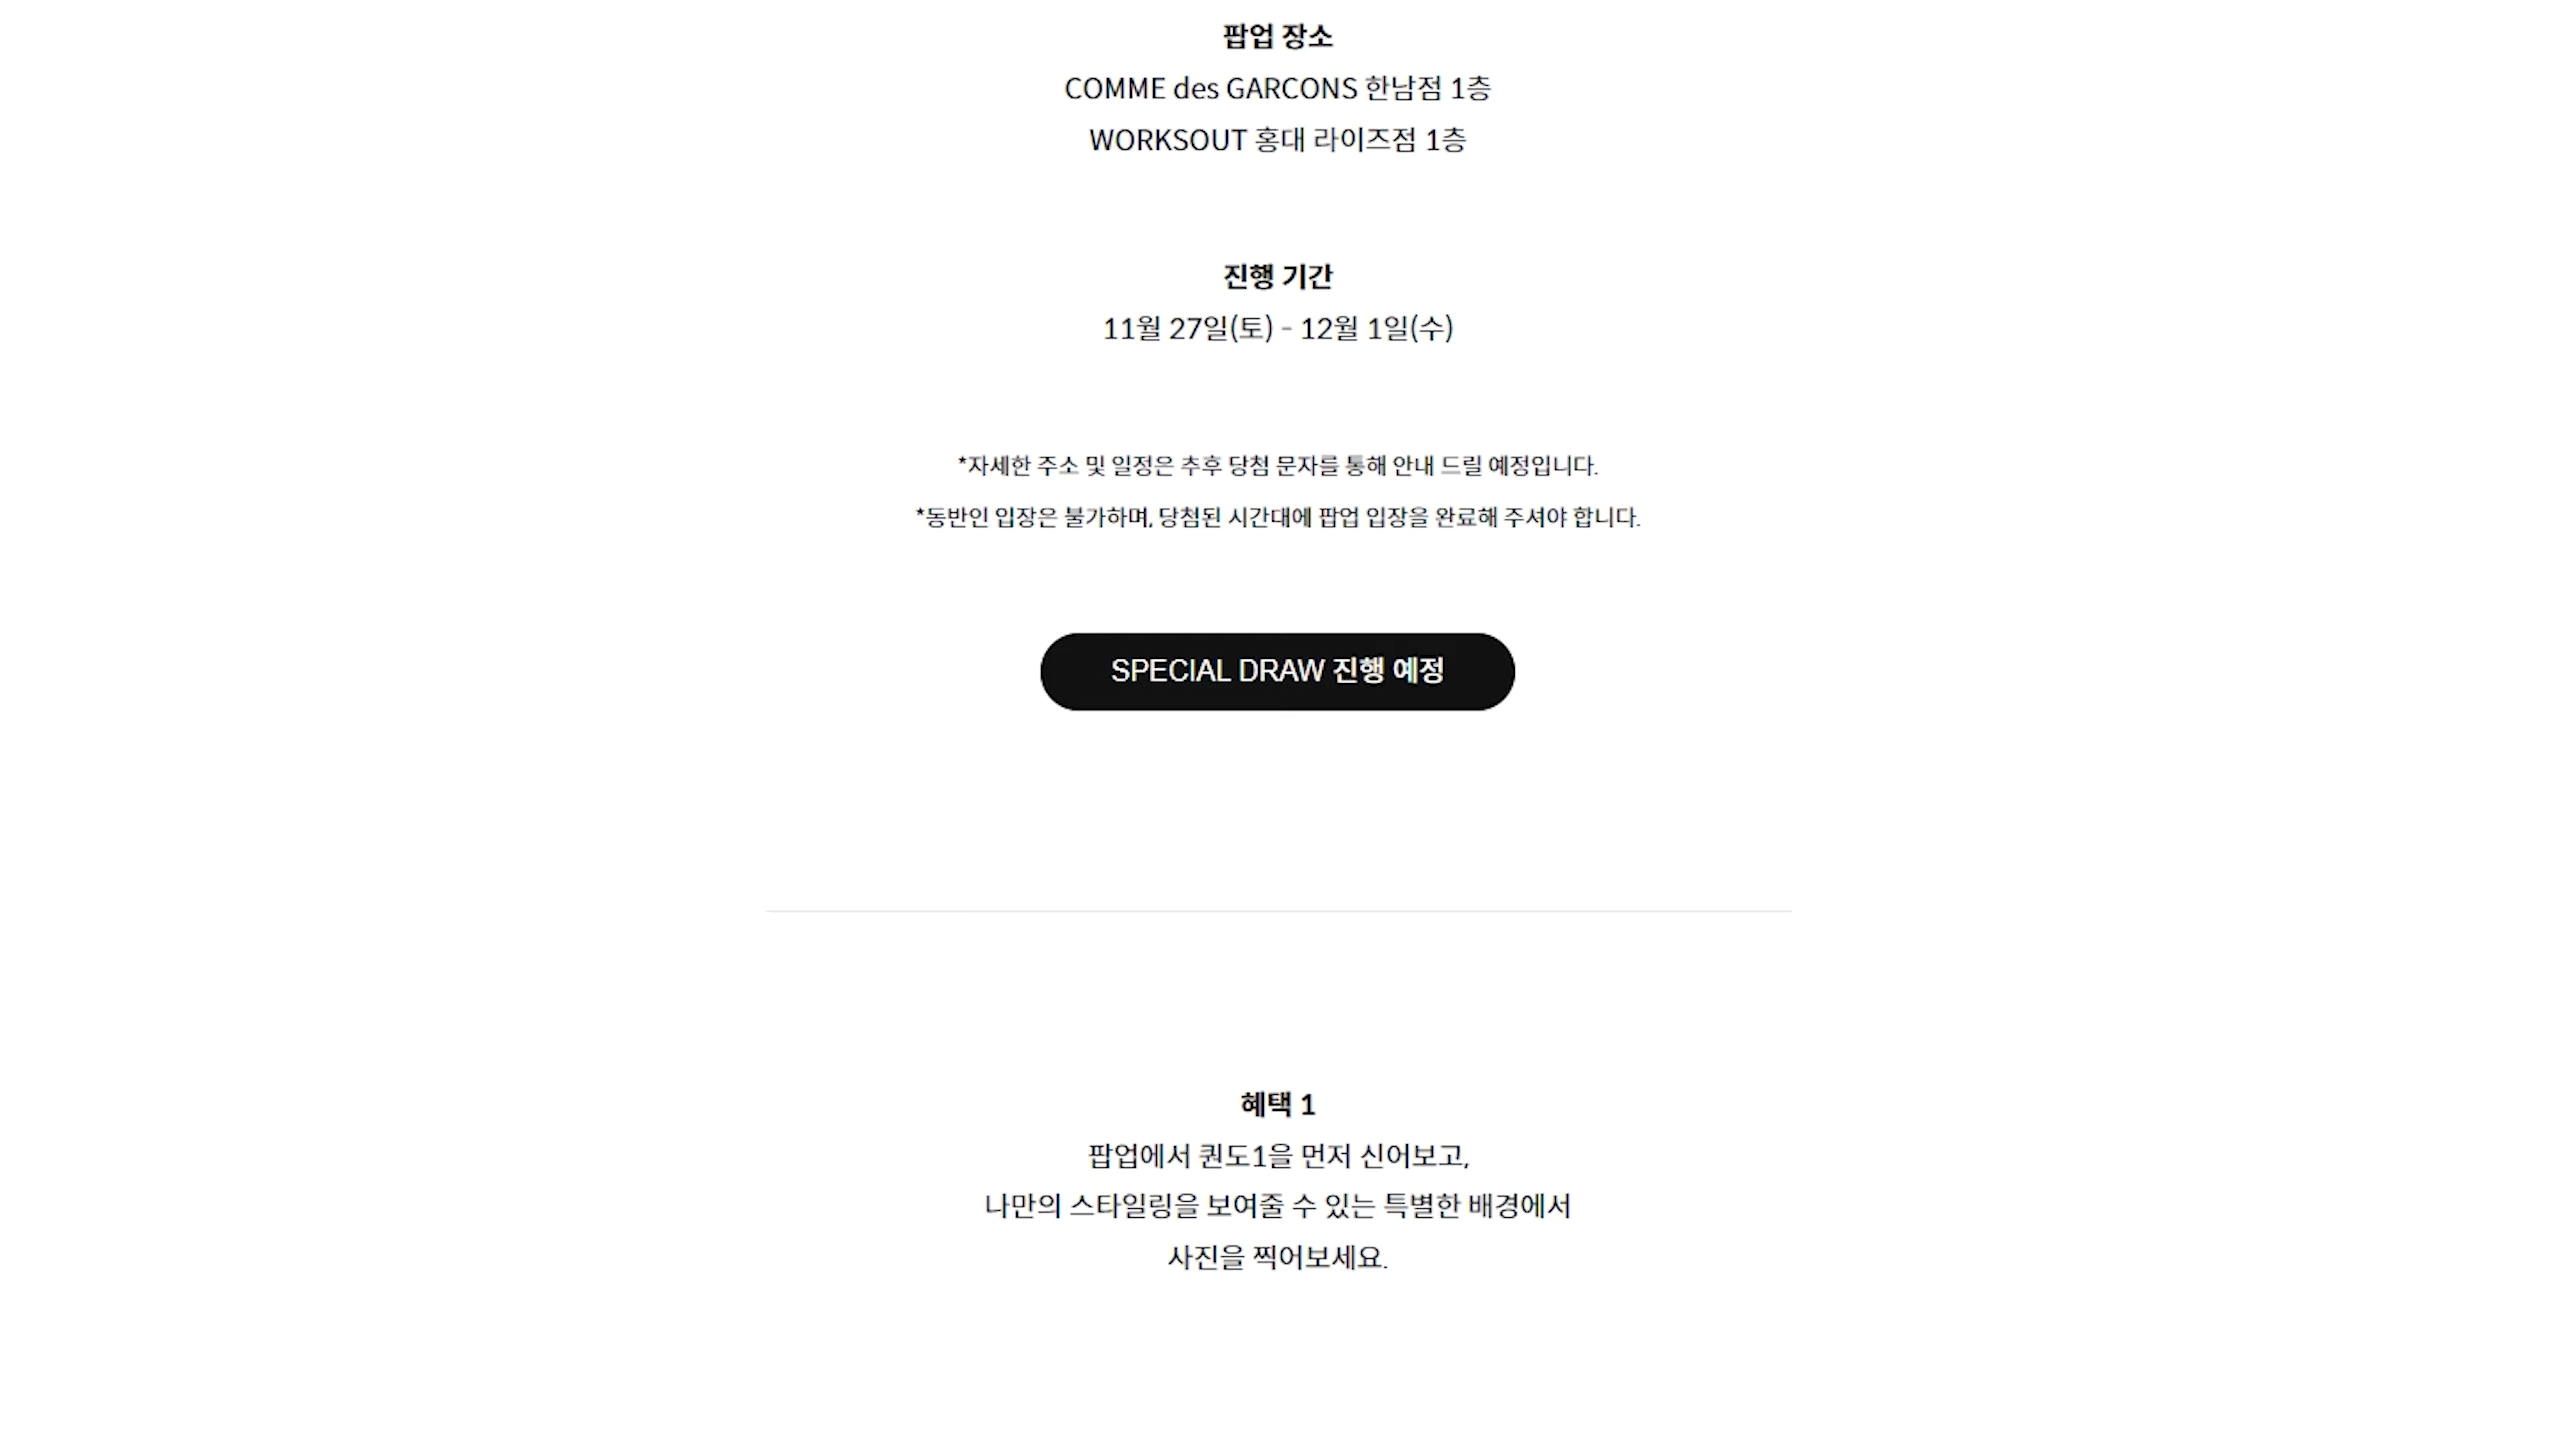 팝업 장소
COMME des GARCONS 한남점 1층
WORKSOUT 홍대 라이즈점 1층
진행 기간
11월 27일(토) - 12월 1일(수)
*자세한 주소 및 일정은 추후 당첨 문자를 통해 안내 드릴 예정입니다.
*동반인 입장은 불가하며, 당첨된 시간대에 팝업 입장을 완료해 주셔야 합니다.
SPECIAL DRAW 진행 예정
혜택 1
팝업에서 퀀도1을 먼저 신어보고,
나만의 스타일링을 보여줄 수 있는 특별한 배경에서
사진을 찍어보세요.